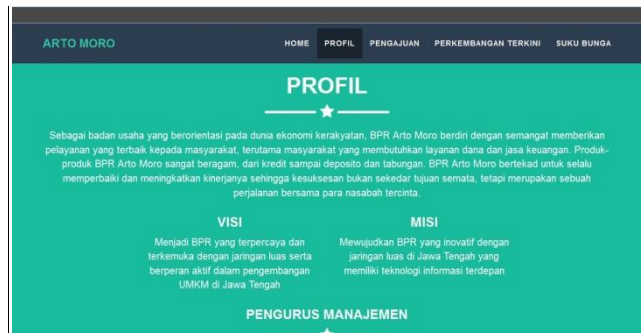 ARTO MORO
HOME PROFIL PENGAJUAN PERKEMBANGAN TERKINI SUKU BUNGA
PROFIL
Sebagai badan usaha yang berorientasi pada dunia ekonomi kerakyatan, BPR Arto Moro berdiri dengan semangat memberikan
pelayanan yang terbaik kepada masyarakat, terutama masyarakat yang membutuhkan layanan dana dan jasa keuangan. Produk-
produk BPR Arto Moro sangat beragam, dari kredit sampai deposito dan tabungan. BPR Arto Moro bertekad untuk selalu
memperbaiki dan meningkatkan kinerjanya sehingga kesuksesan bukan sekedar tujuan semata, tetapi merupakan sebuah
perjalanan bersama para nasabah tercinta.
VISI
Menjadi BPR yang terpercaya dan
terkemuka dengan jaringan luas serta
berperan aktif dalam pengembangan
UMKM di Jawa Tengah
MISI
Mewujudkan BPR yang inovatif dengan
jaringan luas di Jawa Tengah yang
memiliki teknologi informasi terdepan
PENGURUS MANAJEMEN